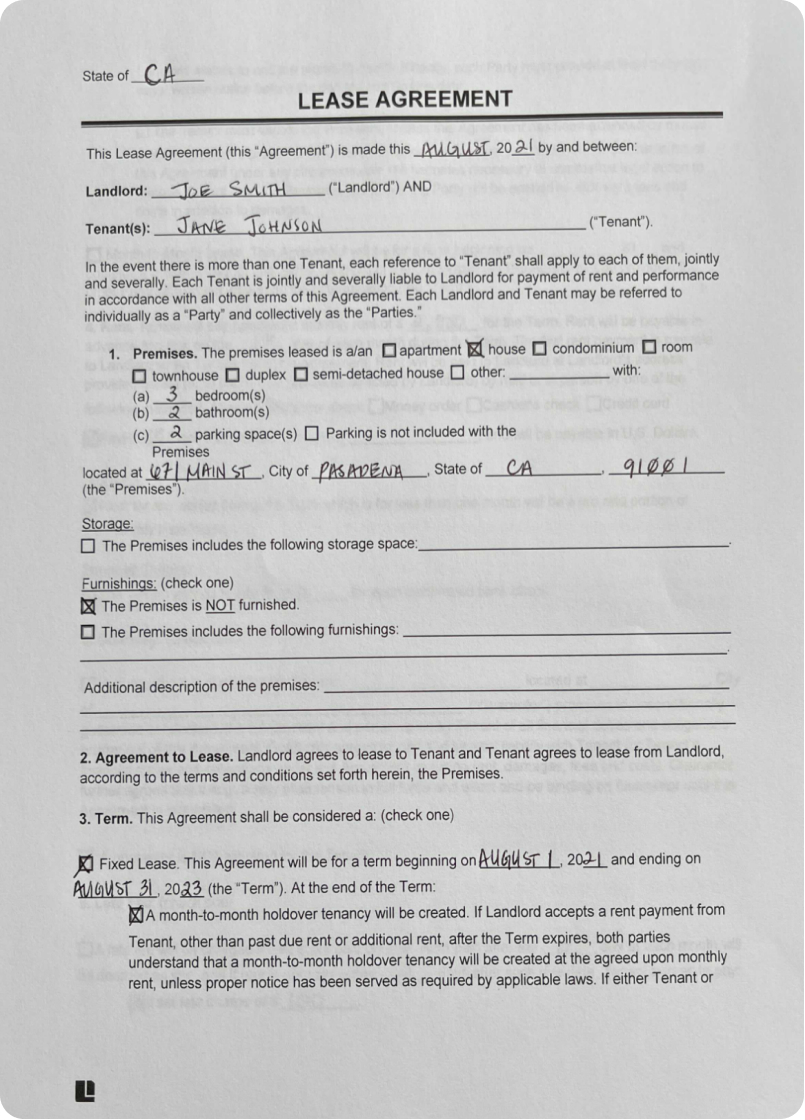 State of CA
LEASE AGREEMENT
This Lease Agreement (this “Agreement”) is made this AUGUST, 2021 by and between:
Landlord: JOE SMITH (“Landlord”) AND
Tenant(s): JANE JOHNSON (“Tenant”).
In the event there is more than one Tenant, each reference to “Tenant” shall apply to each of them, jointly
and severally. Each Tenant is jointly and severally liable to Landlord for payment of rent and performance
in accordance with all other terms of this Agreement. Each Landlord and Tenant may be referred to
individually as a “Party” and collectively as the “Parties.”
1. Premises. The premises leased is a/an ☐ apartment ☒ house ☐ condominium ☐ room
☐ townhouse ☐ duplex ☐ semi-detached house ☐ other: ____________ with:
(a) 3 bedroom(s)
(b) 2 bathroom(s)
(c) 2 parking space(s) ☐ Parking is not included with the
Premises
located at 671 MAIN ST, City of PASADENA, State of CA, 91001
(the “Premises”).
Storage:
☐ The Premises includes the following storage space: ____________.
Furnishings: (check one)
☒ The Premises is NOT furnished.
☐ The Premises includes the following furnishings: ____________
____________.
Additional description of the premises: ____________
2. Agreement to Lease. Landlord agrees to lease to Tenant and Tenant agrees to lease from Landlord,
according to the terms and conditions set forth herein, the Premises.
3. Term. This Agreement shall be considered a: (check one)
☒ Fixed Lease. This Agreement will be for a term beginning on AUGUST 1, 2021 and ending on
AUGUST 31, 2023 (the “Term”). At the end of the Term:
☒ A month-to-month holdover tenancy will be created. If Landlord accepts a rent payment from
Tenant, other than past due rent or additional rent, after the Term expires, both parties
understand that a month-to-month holdover tenancy will be created at the agreed upon monthly
rent, unless proper notice has been served as required by applicable laws. If either Tenant or